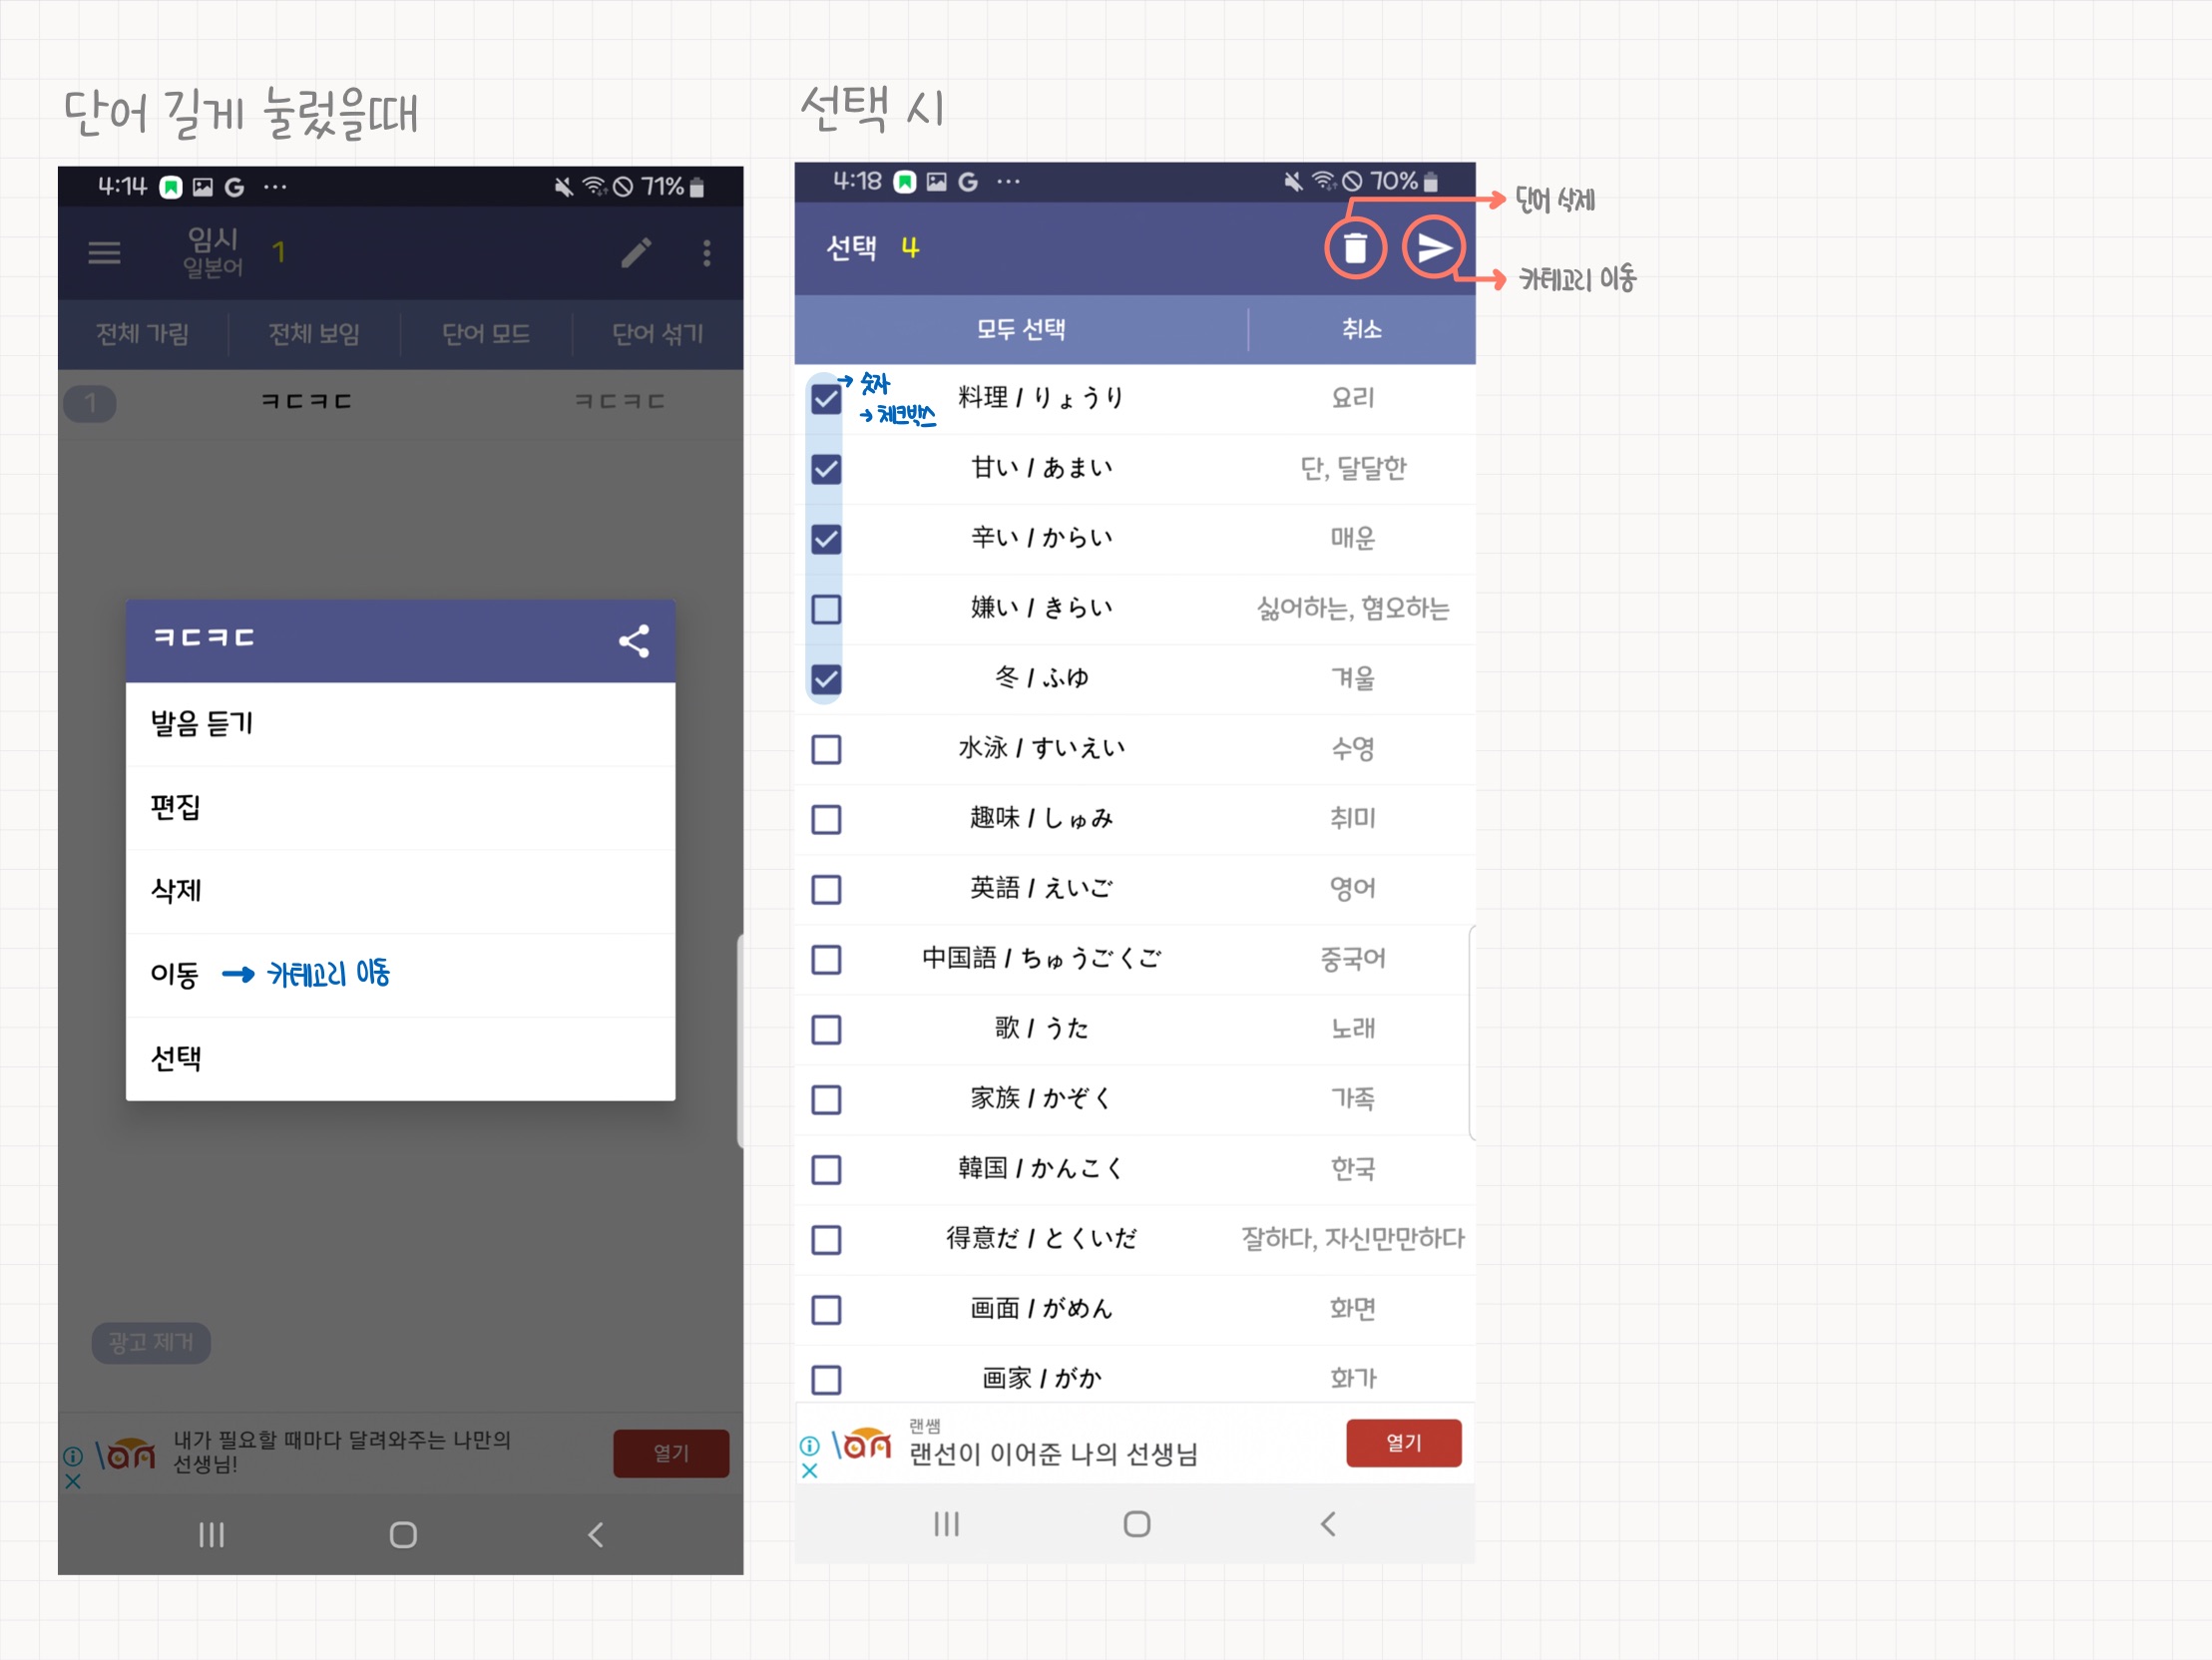 단어 길게 눌렀을때
4:14 G ... 71%
임시 1
일본어
전체 가림 전체 보임 단어 모드 단어 섞기
1 ㅋㄷㅋㄷ ㅋㄷㅋㄷ
ㅋㄷㅋㄷ
발음 듣기
편집
삭제
이동 → 카테고리 이동
선택
광고 제거
내가 필요할 때마다 달려와주는 나만의
선생님!
열기
선택 시
4:18 G ... 70%
선택 4
→ 단어 삭제
→ 카테고리 이동
모두 선택 취소
→ 숫자
→ 체크박스
料理 / りょうり 요리
甘い / あまい 단, 달달한
辛い / からい 매운
嫌い / きらい 싫어하는, 혐오하는
冬 / ふゆ 겨울
水泳 / すいえい 수영
趣味 / しゅみ 취미
英語 / えいご 영어
中国語 / ちゅうごくご 중국어
歌 / うた 노래
家族 / かぞく 가족
韓国 / かんこく 한국
得意だ / とくいだ 잘하다, 자신만만하다
画面 / がめん 화면
画家 / がか 화가
랜쌤
랜선이 이어준 나의 선생님
열기